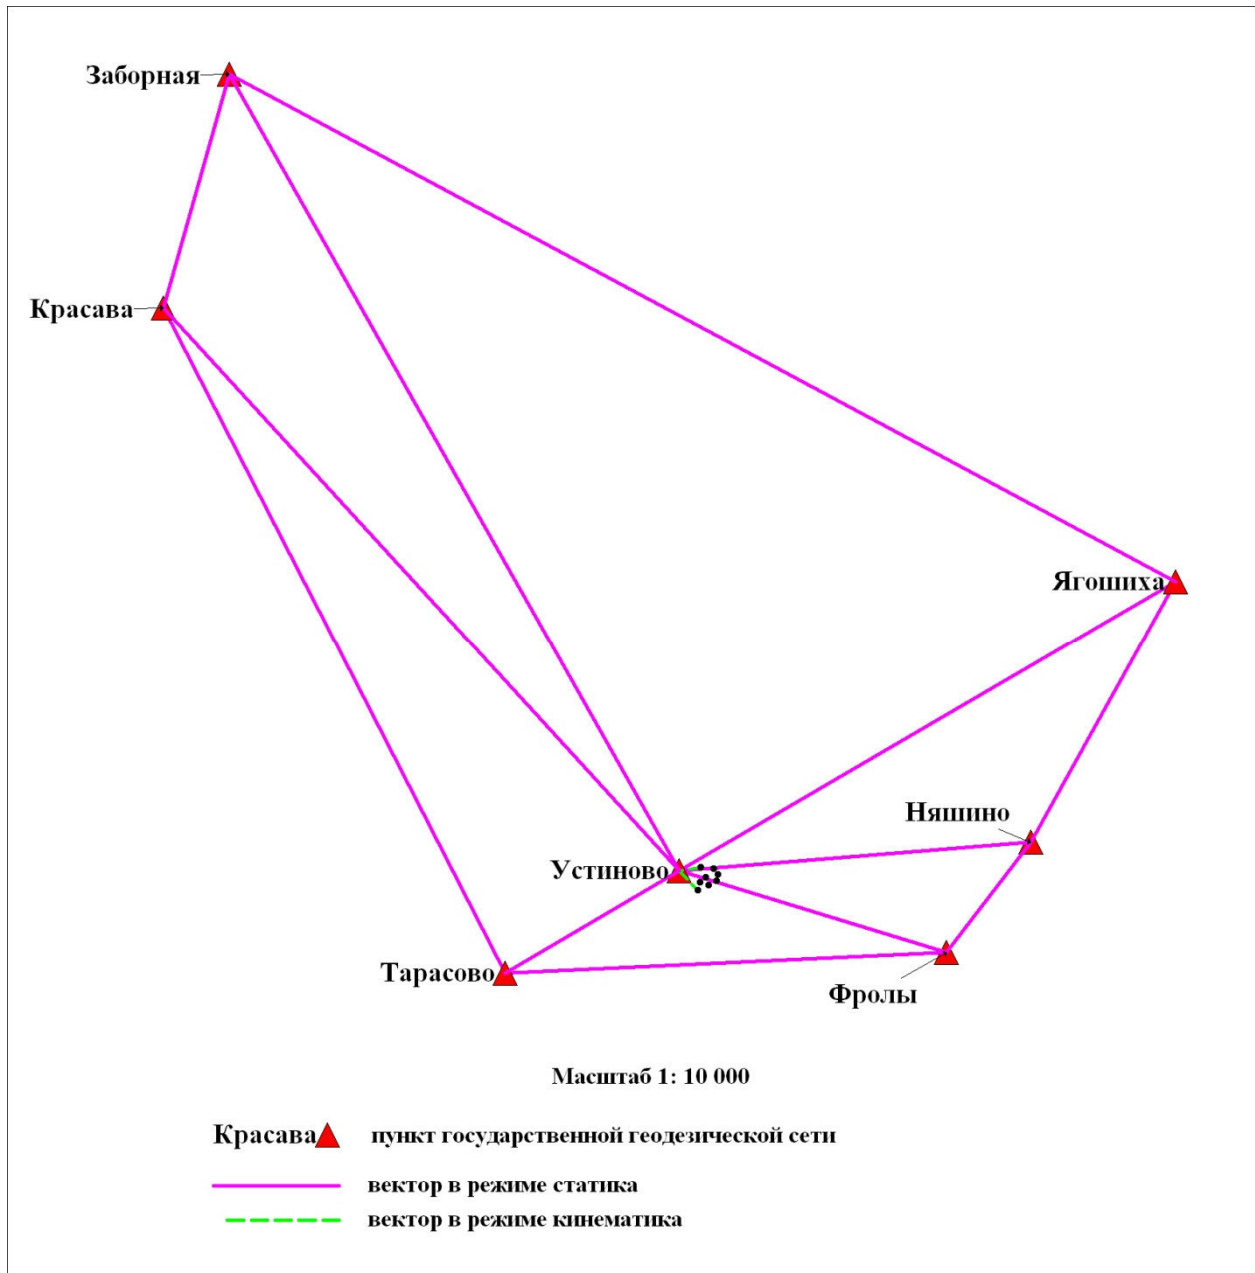 Заборная
Красава
Ягошиха
Няшино
Устиново
Тарасово
Фролы
Масштаб 1: 10 000
Красава пункт государственной геодезической сети
вектор в режиме статика
вектор в режиме кинематика